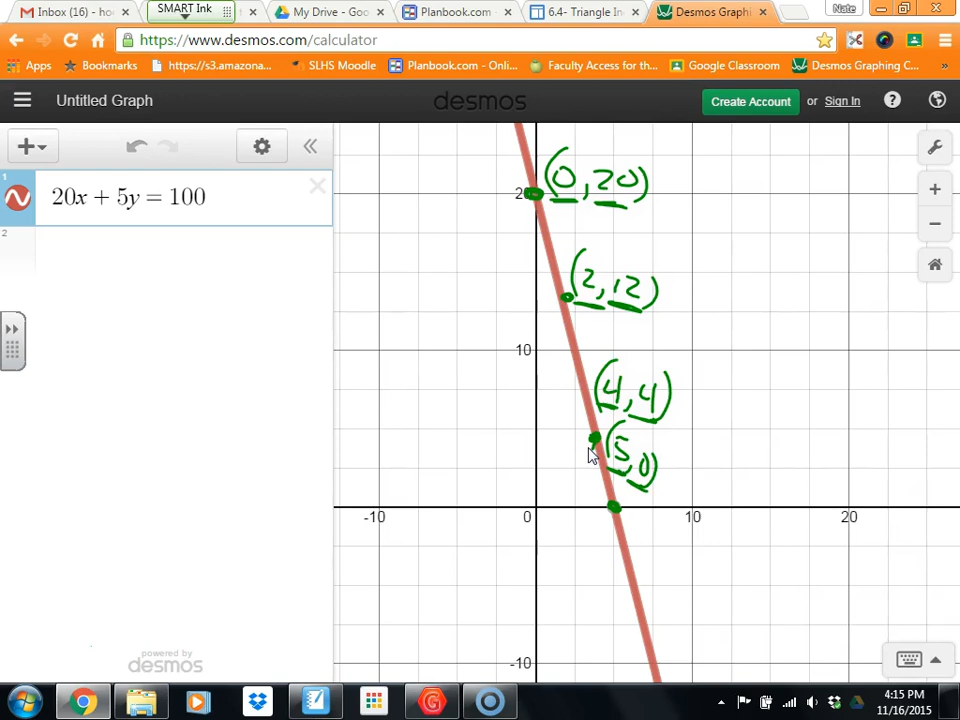 Inbox (16) - ho
SMART Ink
My Drive - Goo
Planbook.com
6.4- Triangle In
Desmos Graphi
Nate
https://www.desmos.com/calculator
Apps
Bookmarks
https://s3.amazona...
SLHS Moodle
Planbook.com - Onli...
Faculty Access for th...
Google Classroom
Desmos Graphing C...
Untitled Graph
desmos
Create Account
or
Sign In
1
20x + 5y = 100
2
(0,20)
(2,12)
(4,4)
(5,0)
2
10
-10
0
10
20
-10
powered by
desmos
4:15 PM
11/16/2015